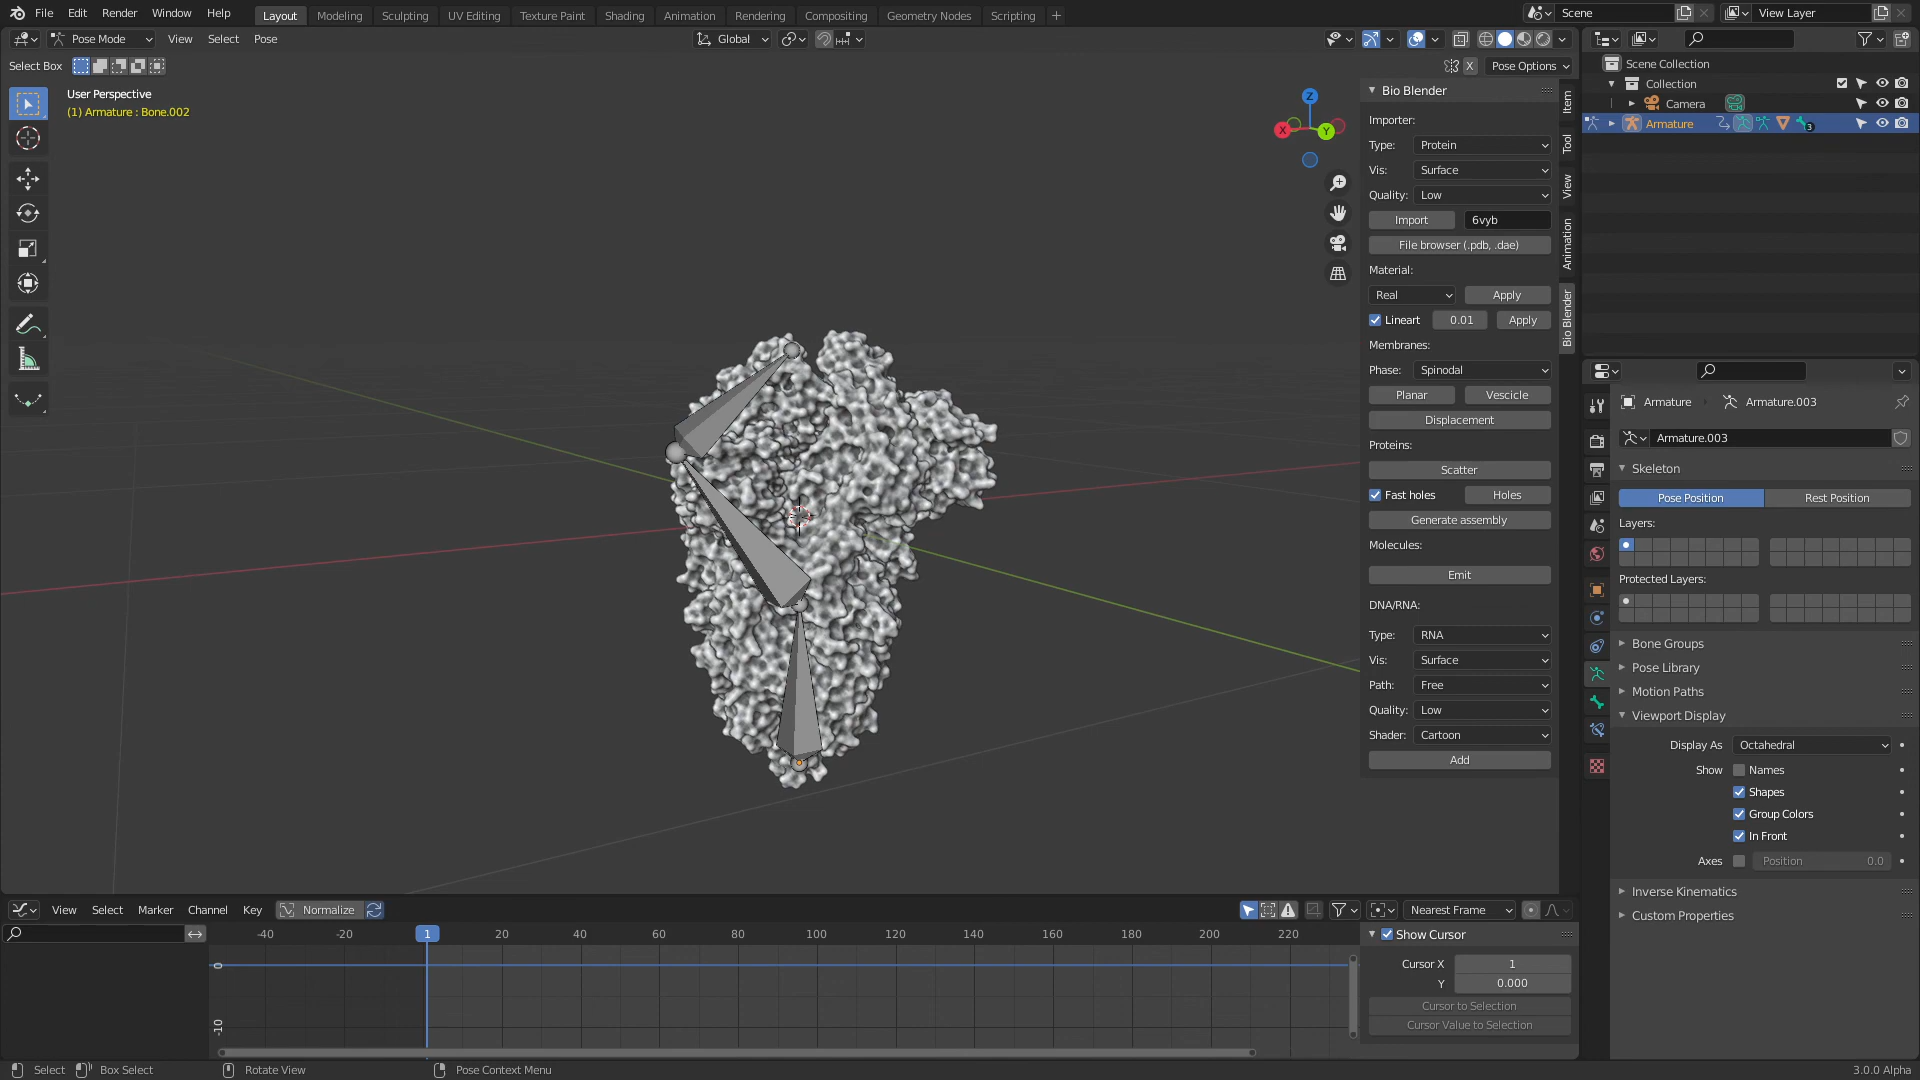 File Edit Render Window Help
Layout Modeling Sculpting UV Editing Texture Paint Shading Animation Rendering Compositing Geometry Nodes Scripting +
Scene
View Layer
Pose Mode View Select Pose
Global
Select Box
X Pose Options
User Perspective
(1) Armature : Bone.002
Z
X
Y
Bio Blender
Importer:
Type: Protein
Vis: Surface
Quality: Low
Import 6vyb
File browser (.pdb, .dae)
Material:
Real Apply
Lineart 0.01 Apply
Membranes:
Phase: Spinodal
Planar Vescicle
Displacement
Proteins:
Scatter
Fast holes Holes
Generate assembly
Molecules:
Emit
DNA/RNA:
Type: RNA
Vis: Surface
Path: Free
Quality: Low
Shader: Cartoon
Add
Item
Tool
View
Animation
Bio Blender
Scene Collection
Collection
Camera
Armature 3
Armature Armature.003
Armature.003
Skeleton
Pose Position Rest Position
Layers:
Protected Layers:
Bone Groups
Pose Library
Motion Paths
Viewport Display
Display As Octahedral
Show Names
Shapes
Group Colors
In Front
Axes Position 0.0
Inverse Kinematics
Custom Properties
View Select Marker Channel Key Normalize
Nearest Frame
-40 -20 1 20 40 60 80 100 120 140 160 180 200 220
0
-10
Show Cursor
Cursor X 1
Y 0.000
Cursor to Selection
Cursor Value to Selection
Select Box Select Rotate View Pose Context Menu
3.0.0 Alpha